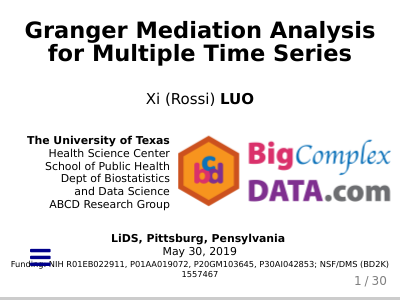 Granger Mediation Analysis
for Multiple Time Series
Xi (Rossi) LUO
The University of Texas
Health Science Center
School of Public Health
Dept of Biostatistics
and Data Science
ABCD Research Group
bcd
BigComplex
DATA.com
LiDS, Pittsburg, Pensylvania
May 30, 2019
Funding: NIH R01EB022911, P01AA019072, P20GM103645, P30AI042853; NSF/DMS (BD2K)
1557467
1 / 30